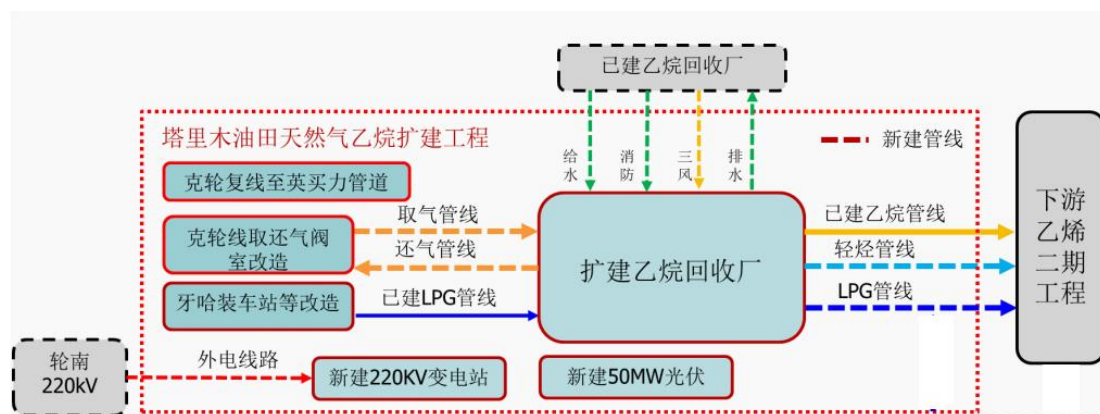 已建乙烷回收厂
塔里木油田天然气乙烷扩建工程
新建管线
给水
消防
三风
排水
克轮复线至英买力管道
克轮线取还气阀
室改造
取气管线
还气管线
牙哈装车站等改造
已建LPG管线
扩建乙烷回收厂
已建乙烷管线
轻烃管线
LPG管线
下游
乙烯
二期
工程
轮南
220kV
外电线路
新建220KV变电站
新建50MW光伏